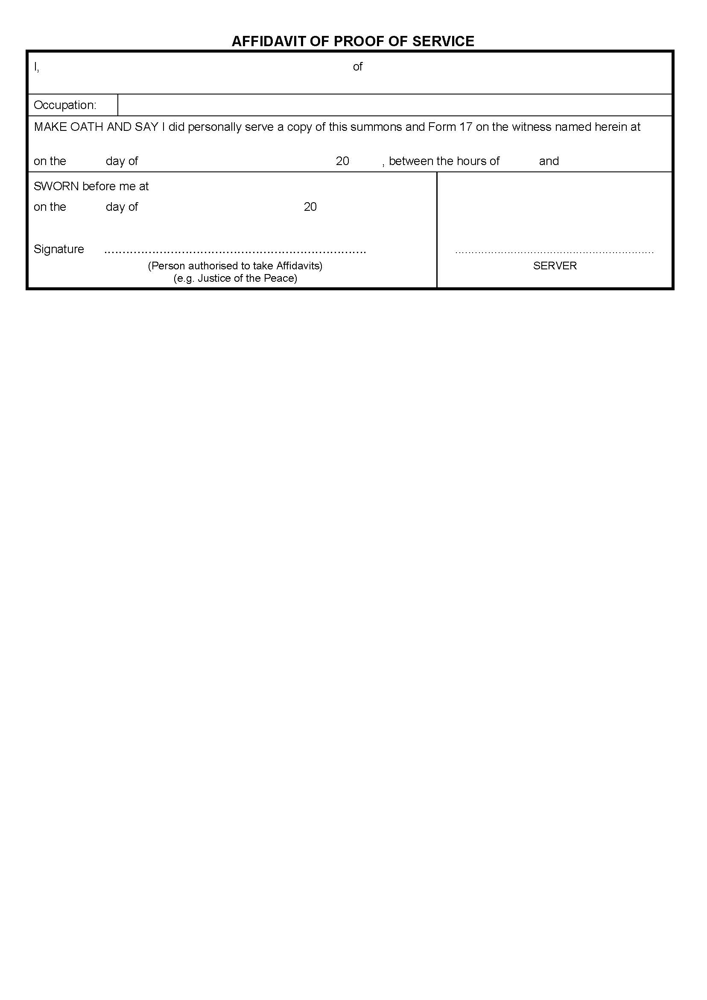 AFFIDAVIT OF PROOF OF SERVICE
I, of
Occupation:
MAKE OATH AND SAY I did personally serve a copy of this summons and Form 17 on the witness named herein at
on the day of 20 , between the hours of and
SWORN before me at
on the day of 20
Signature ......................................................................
(Person authorised to take Affidavits)
(e.g. Justice of the Peace)
.............................................................
SERVER